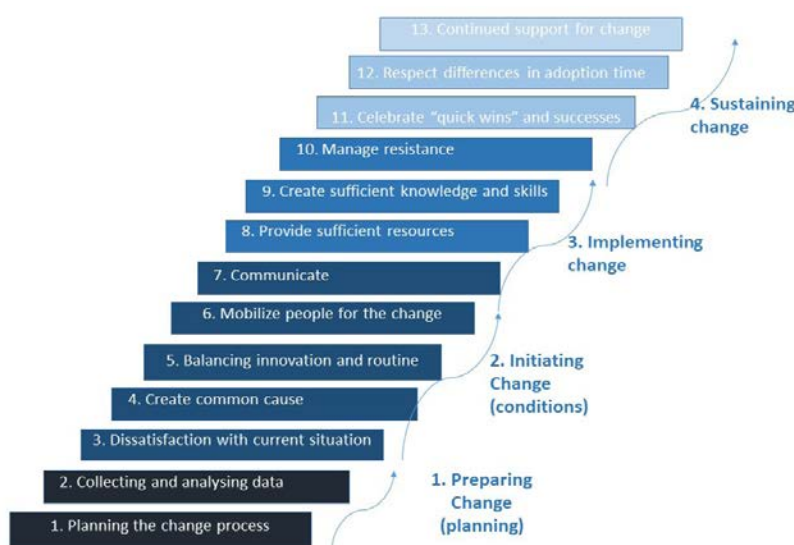 13. Continued support for change
12. Respect differences in adoption time
11. Celebrate “quick wins” and successes
10. Manage resistance
9. Create sufficient knowledge and skills
8. Provide sufficient resources
7. Communicate
6. Mobilize people for the change
5. Balancing innovation and routine
4. Create common cause
3. Dissatisfaction with current situation
2. Collecting and analysing data
1. Planning the change process
4. Sustaining
change
3. Implementing
change
2. Initiating
Change
(conditions)
1. Preparing
Change
(planning)